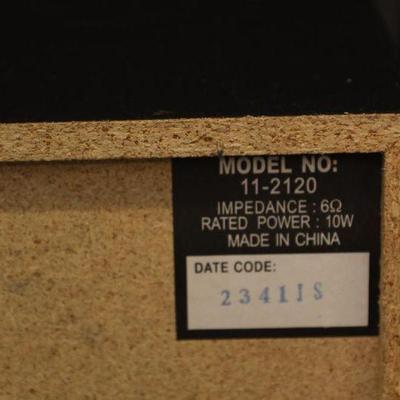 MODEL NO:
11-2120
IMPEDANCE : 6Ω
RATED POWER : 10W
MADE IN CHINA
DATE CODE:
2341IS